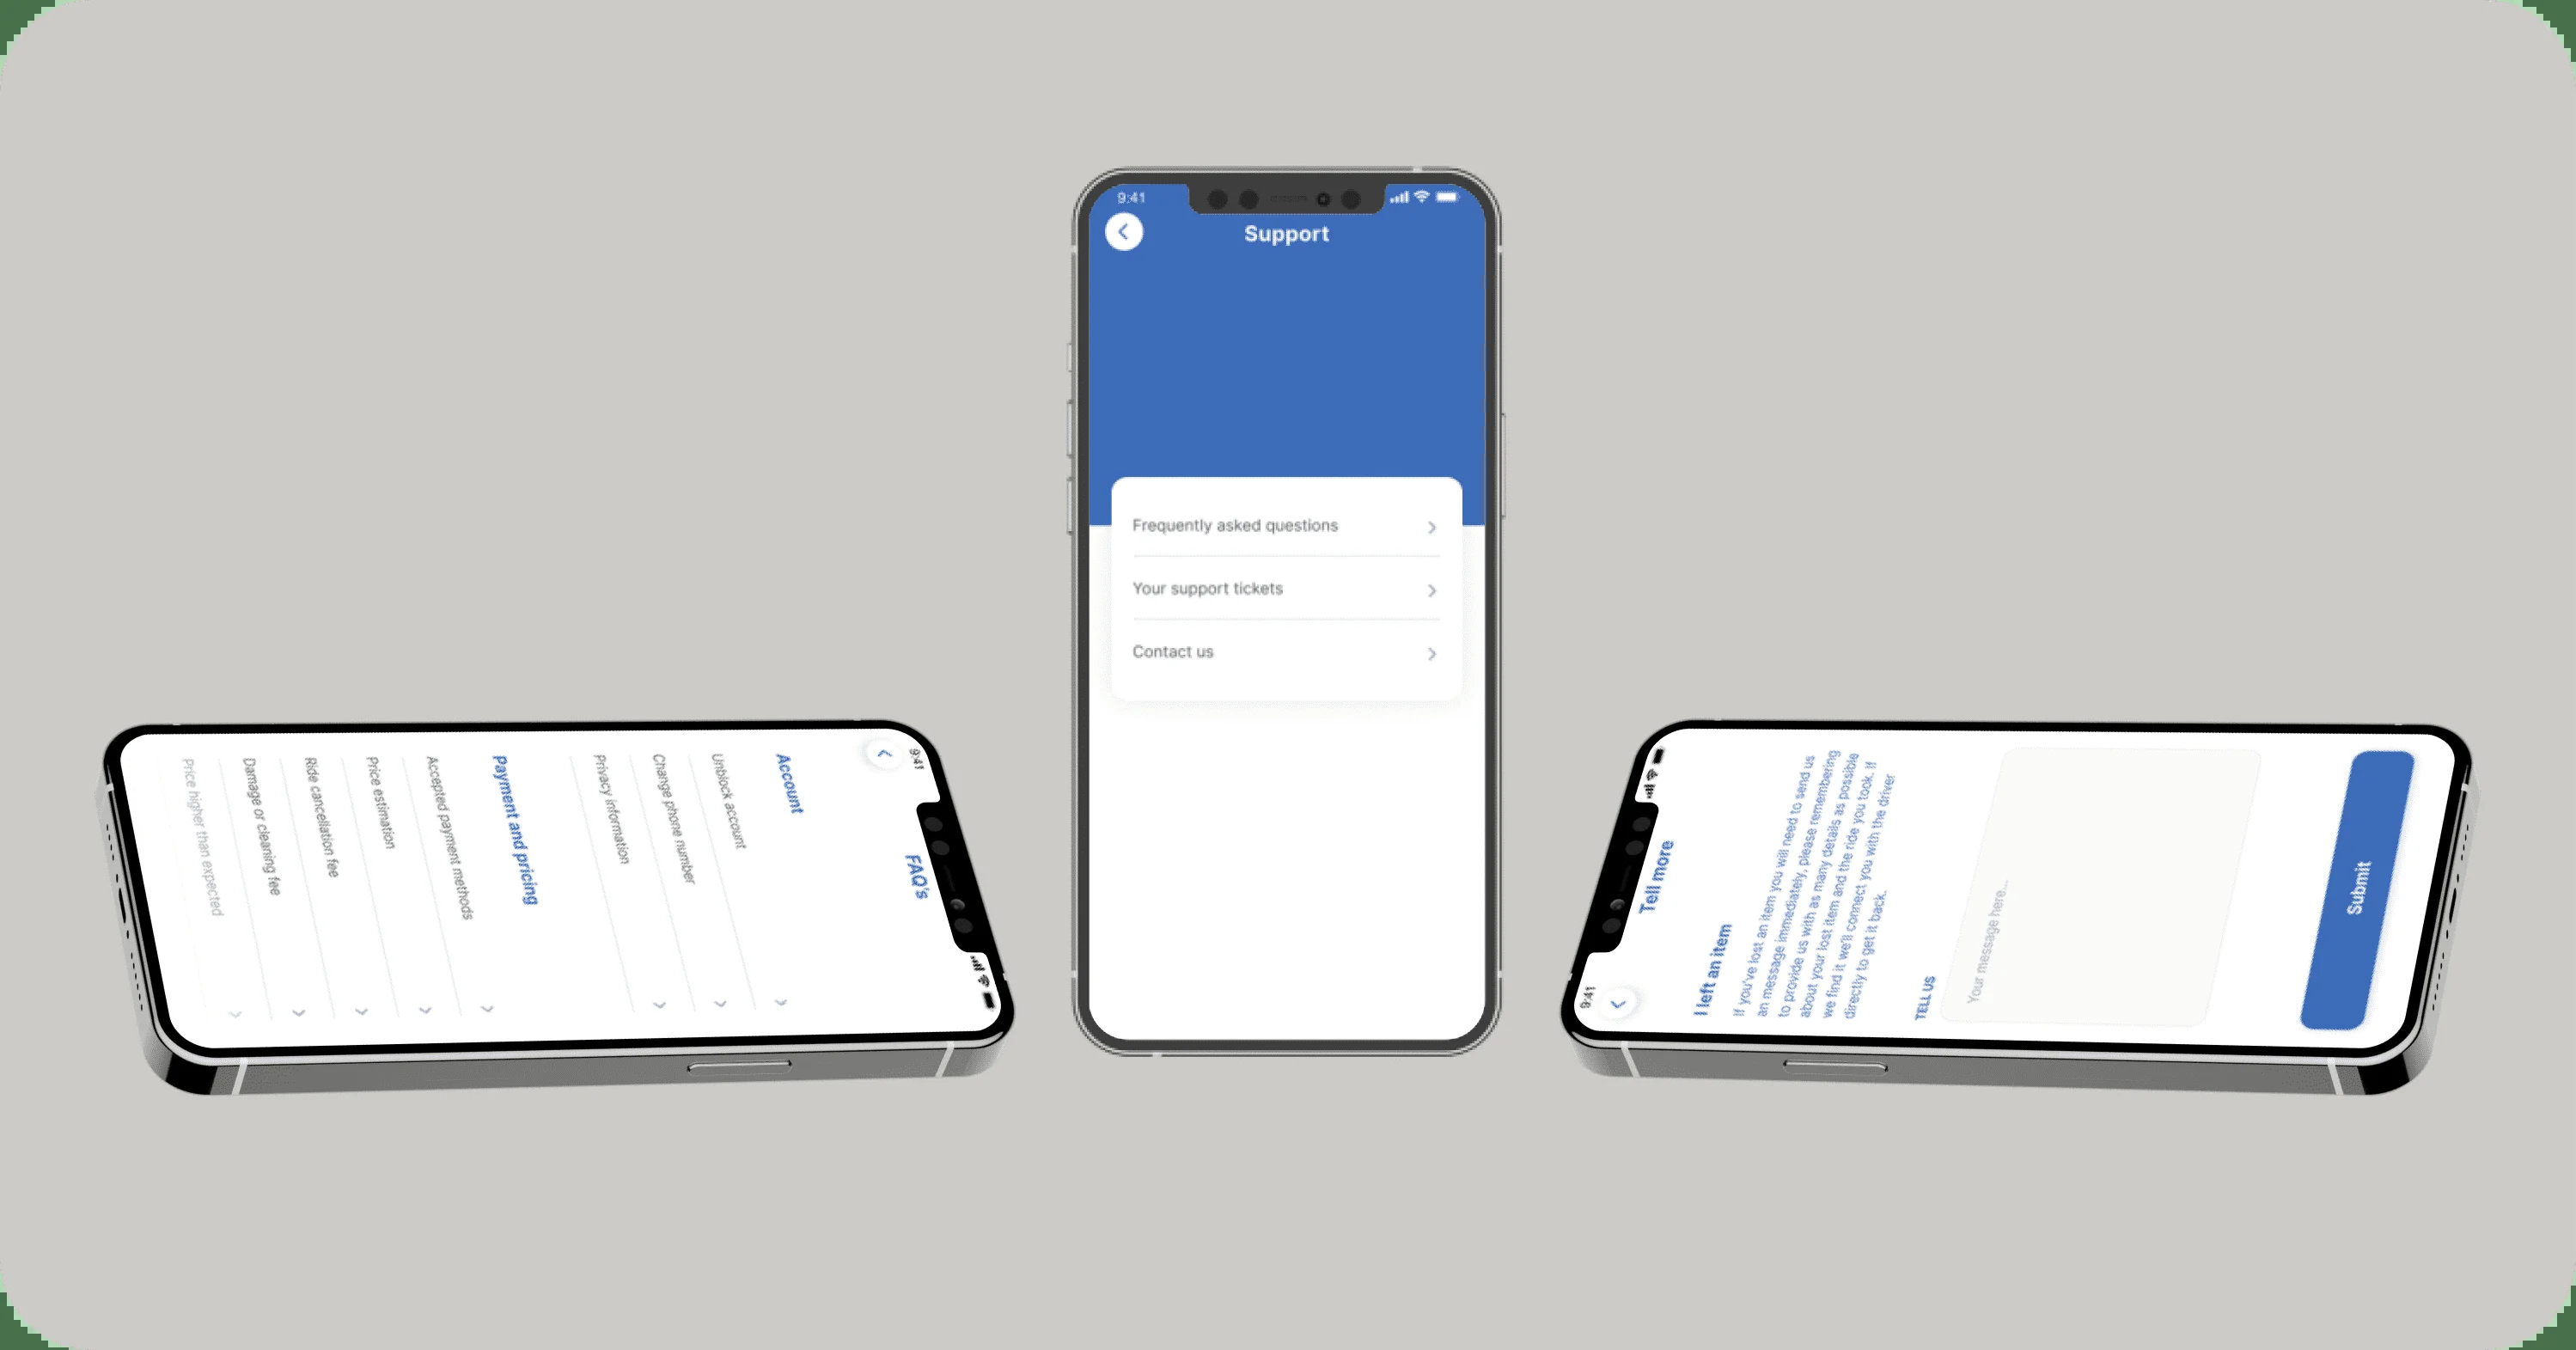 9:41
FAQ's
Account
Unblock account
Change phone number
Privacy information
Payment and pricing
Accepted payment methods
Price estimation
Ride cancellation fee
Damage or cleaning fee
Price higher than expected
9:41
Support
Frequently asked questions
Your support tickets
Contact us
9:41
Tell more
I left an item
If you've lost an item you will need to send us
an message immediately, please remembering
to provide us with as many details as possible
about your lost item and the ride you took. If
we find it we'll connect you with the driver
directly to get it back.
TELL US
Your message here...
Submit